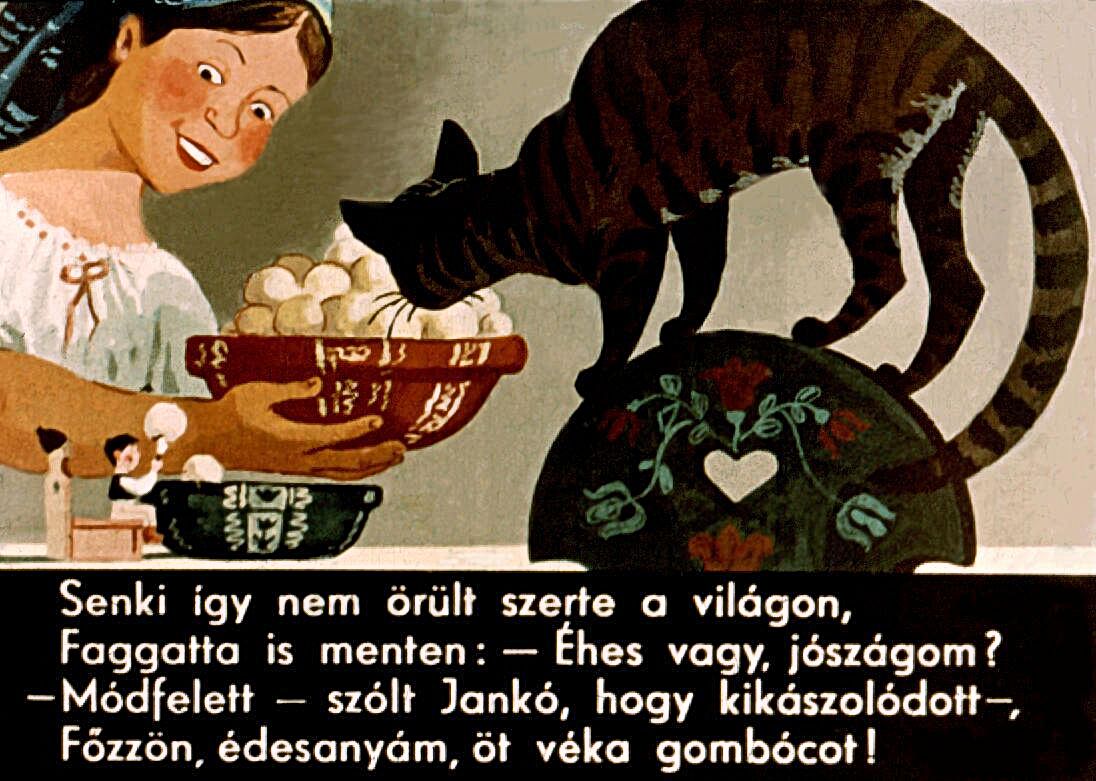 Senki így nem örült szerte a világon,
Faggatta is menten: — Éhes vagy, jószágom?
—Módfelett — szólt Jankó, hogy kikászolódott—,
Főzzön, édesanyám, öt véka gombócot!